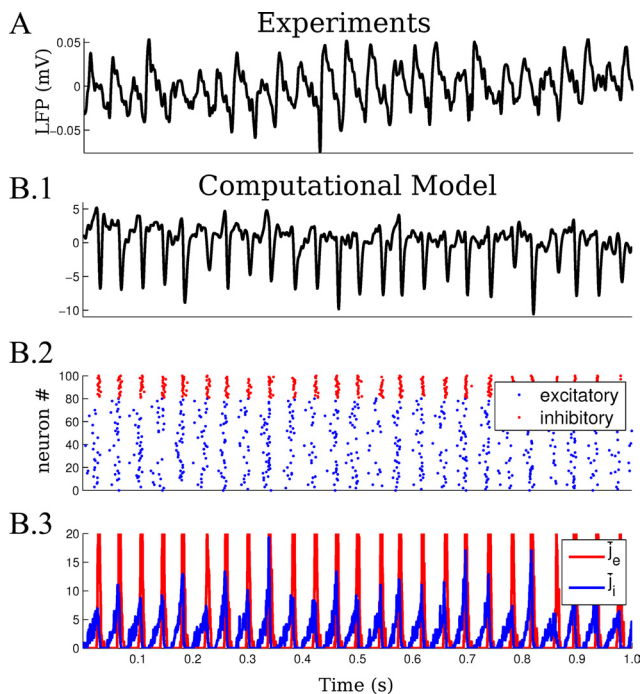 A
Experiments
LFP (mV)
0.05
0
−0.05
B.1
Computational Model
5
0
−5
−10
B.2
neuron #
100
80
60
40
20
0
excitatory
inhibitory
B.3
20
15
10
5
0
j̄e
j̄i
0.1 0.2 0.3 0.4 0.5 0.6 0.7 0.8 0.9 1.0
Time (s)